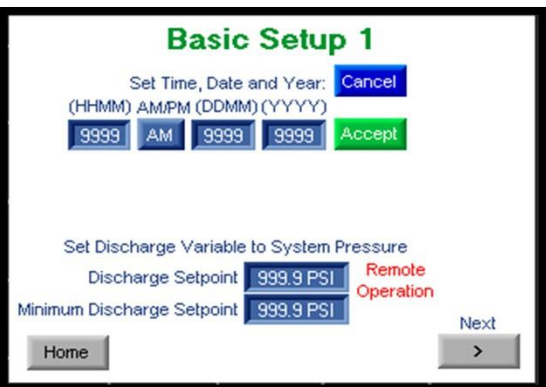 Basic Setup 1
Set Time, Date and Year: Cancel
(HHMM) AM/PM (DDMM) (YYYY)
9999 AM 9999 9999 Accept
Set Discharge Variable to System Pressure
Discharge Setpoint 999.9 PSI Remote
Operation
Minimum Discharge Setpoint 999.9 PSI
Next
Home >